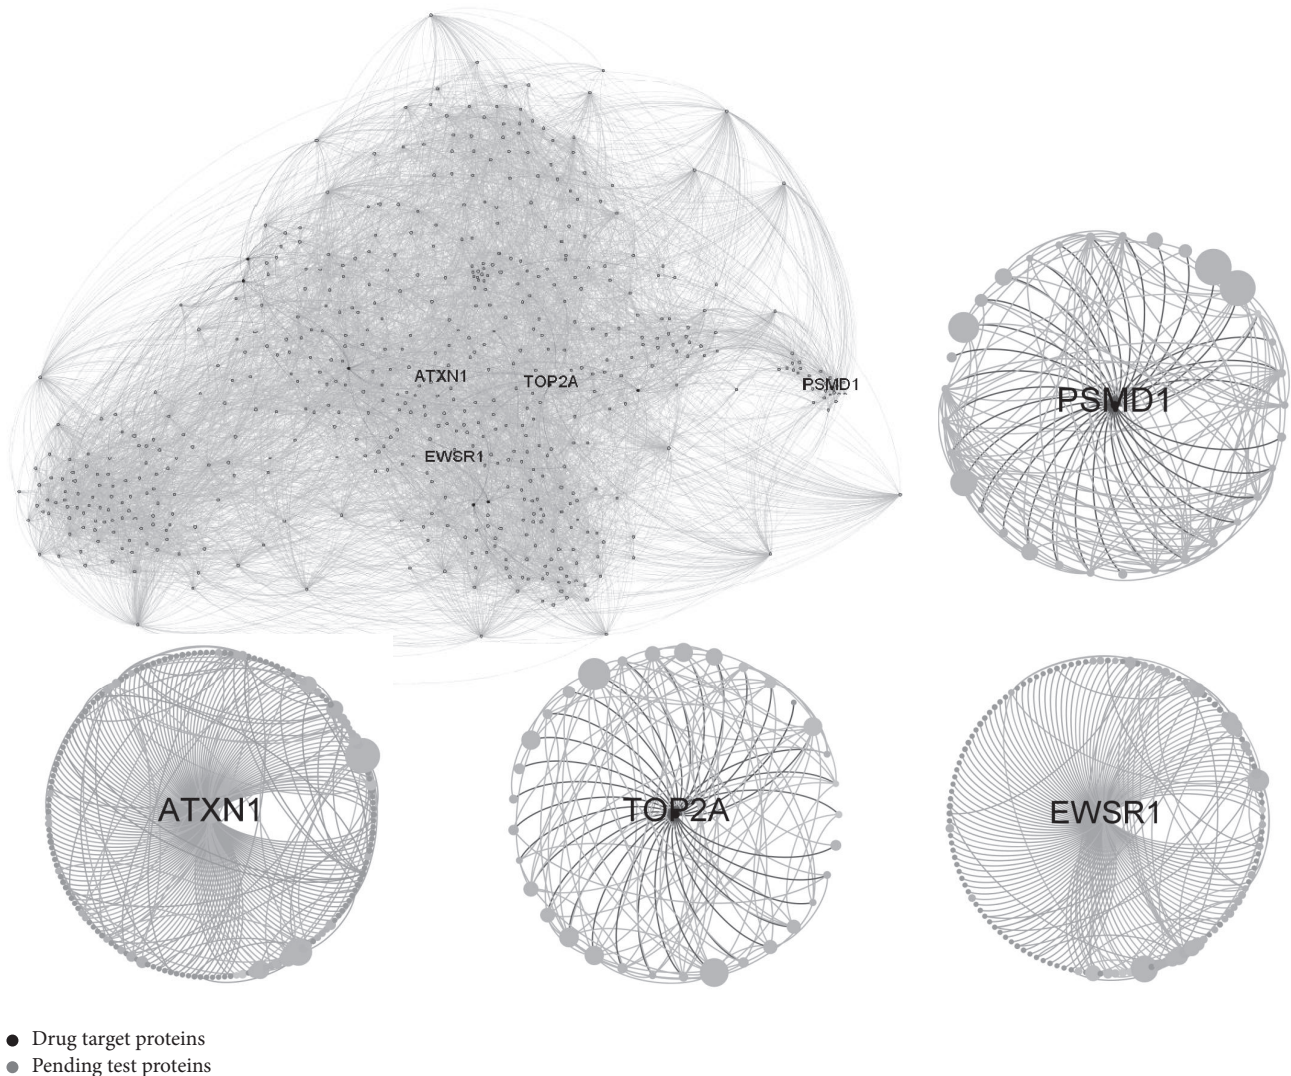 ATXN1
TOP2A
PSMD1
EWSR1
PSMD1
ATXN1
TOP2A
EWSR1
Drug target proteins
Pending test proteins